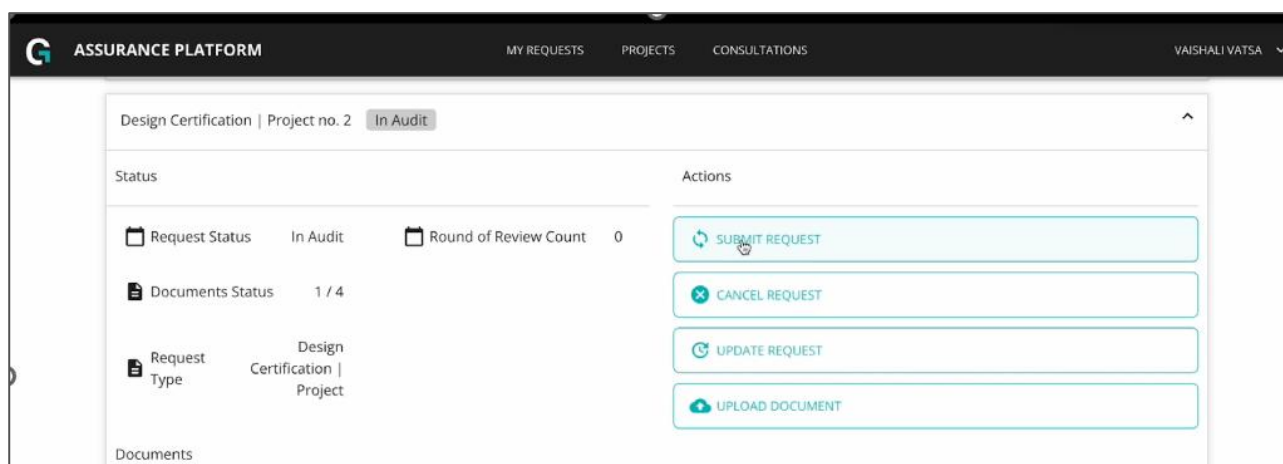 ASSURANCE PLATFORM MY REQUESTS PROJECTS CONSULTATIONS VAISHALI VATSA
Design Certification | Project no. 2 In Audit
Status
Request Status In Audit Round of Review Count 0
Documents Status 1 / 4
Request Type
Design Certification | Project
Documents
Actions
SUBMIT REQUEST
CANCEL REQUEST
UPDATE REQUEST
UPLOAD DOCUMENT